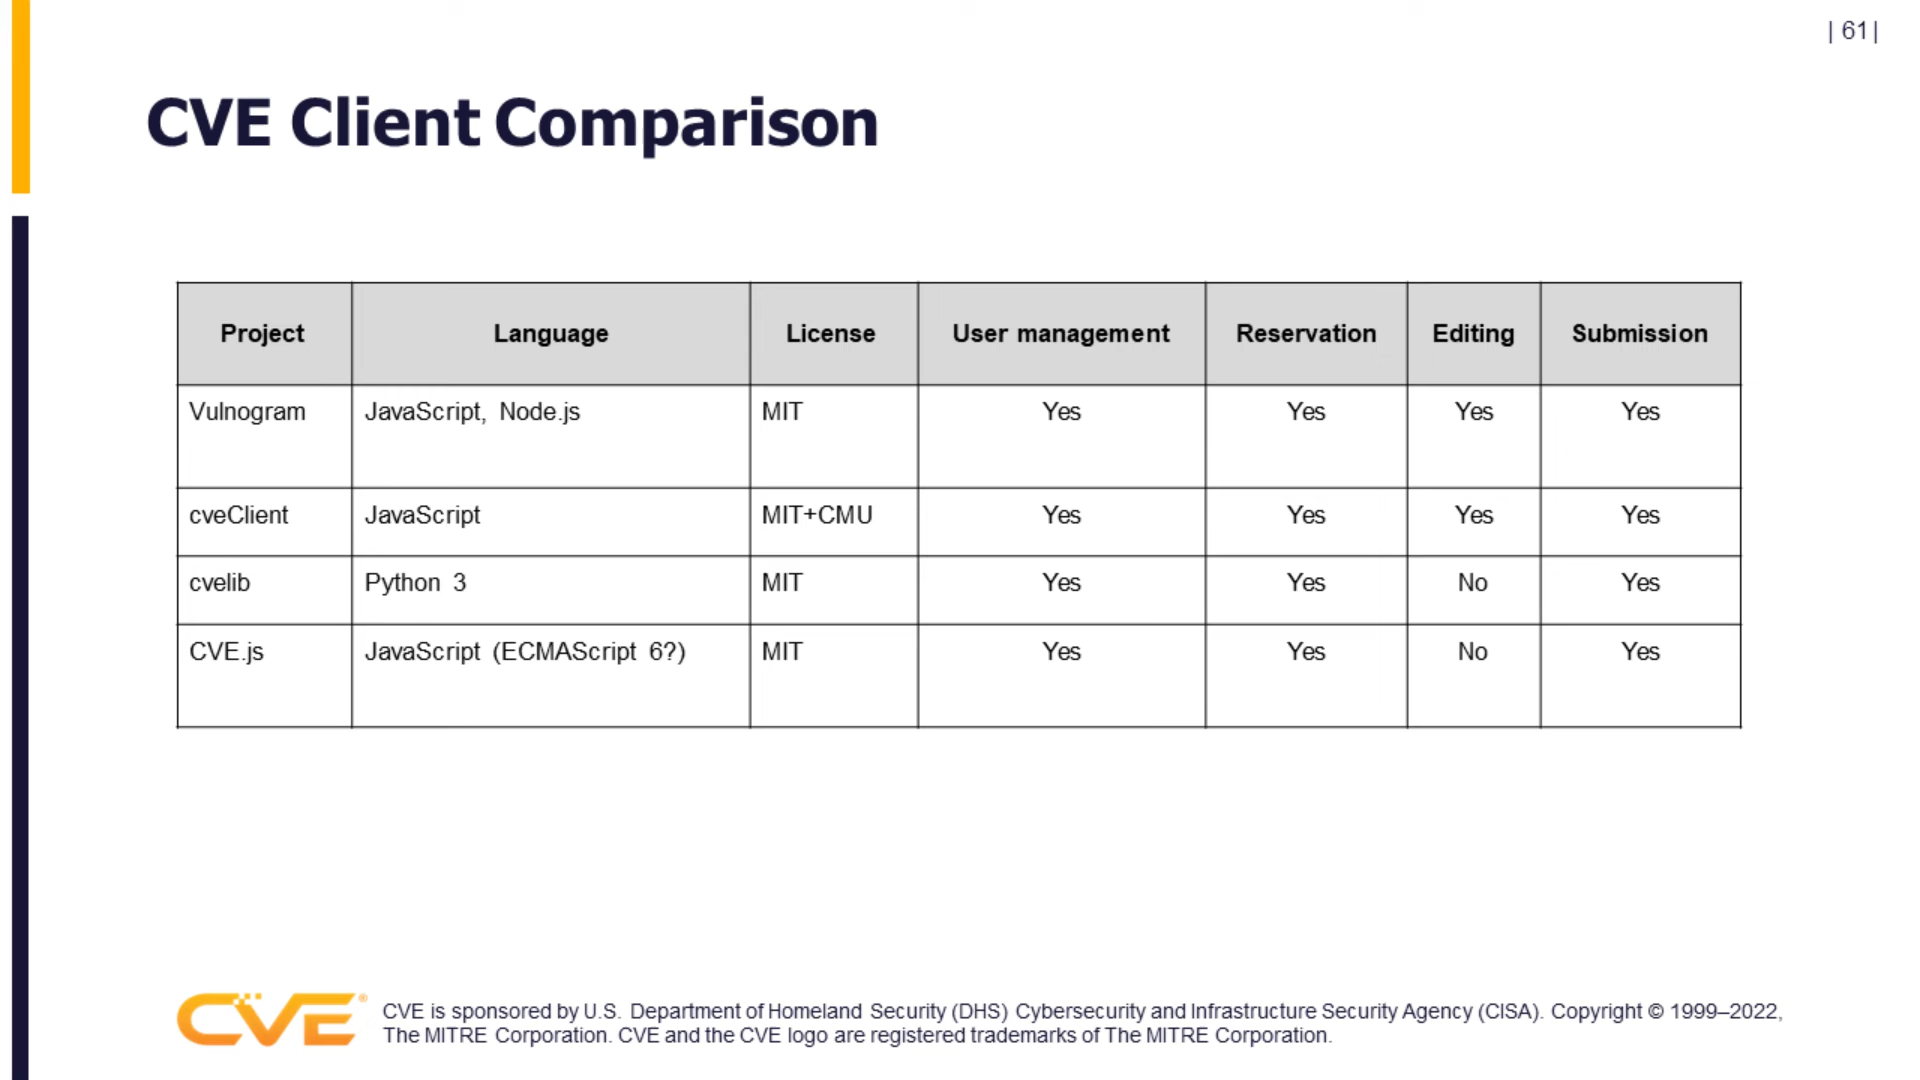 | 61 |
CVE Client Comparison
Project Language License User management Reservation Editing Submission
Vulnogram JavaScript, Node.js MIT Yes Yes Yes Yes
cveClient JavaScript MIT+CMU Yes Yes Yes Yes
cvelib Python 3 MIT Yes Yes No Yes
CVE.js JavaScript (ECMAScript 6?) MIT Yes Yes No Yes
CVE® CVE is sponsored by U.S. Department of Homeland Security (DHS) Cybersecurity and Infrastructure Security Agency (CISA). Copyright © 1999–2022,
The MITRE Corporation. CVE and the CVE logo are registered trademarks of The MITRE Corporation.